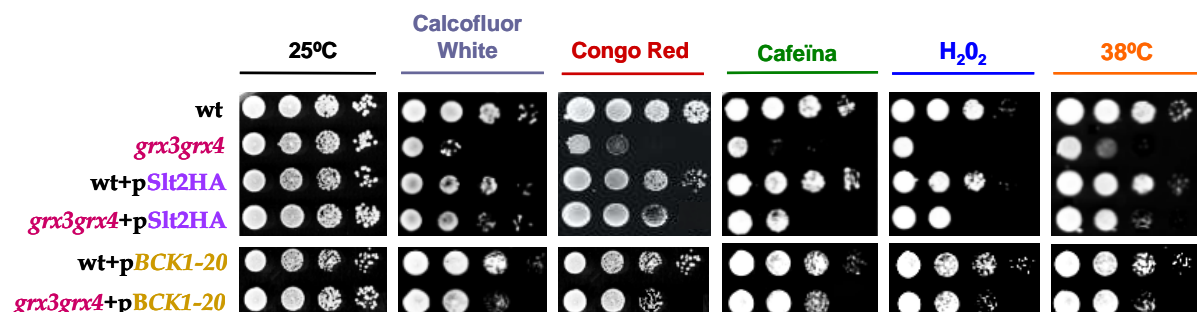 25ºC
Calcofluor
White
Congo Red
Cafeïna
H₂O₂
38ºC
wt
grx3grx4
wt+pSlt2HA
grx3grx4+pSlt2HA
wt+pBCK1-20
grx3grx4+pBCK1-20